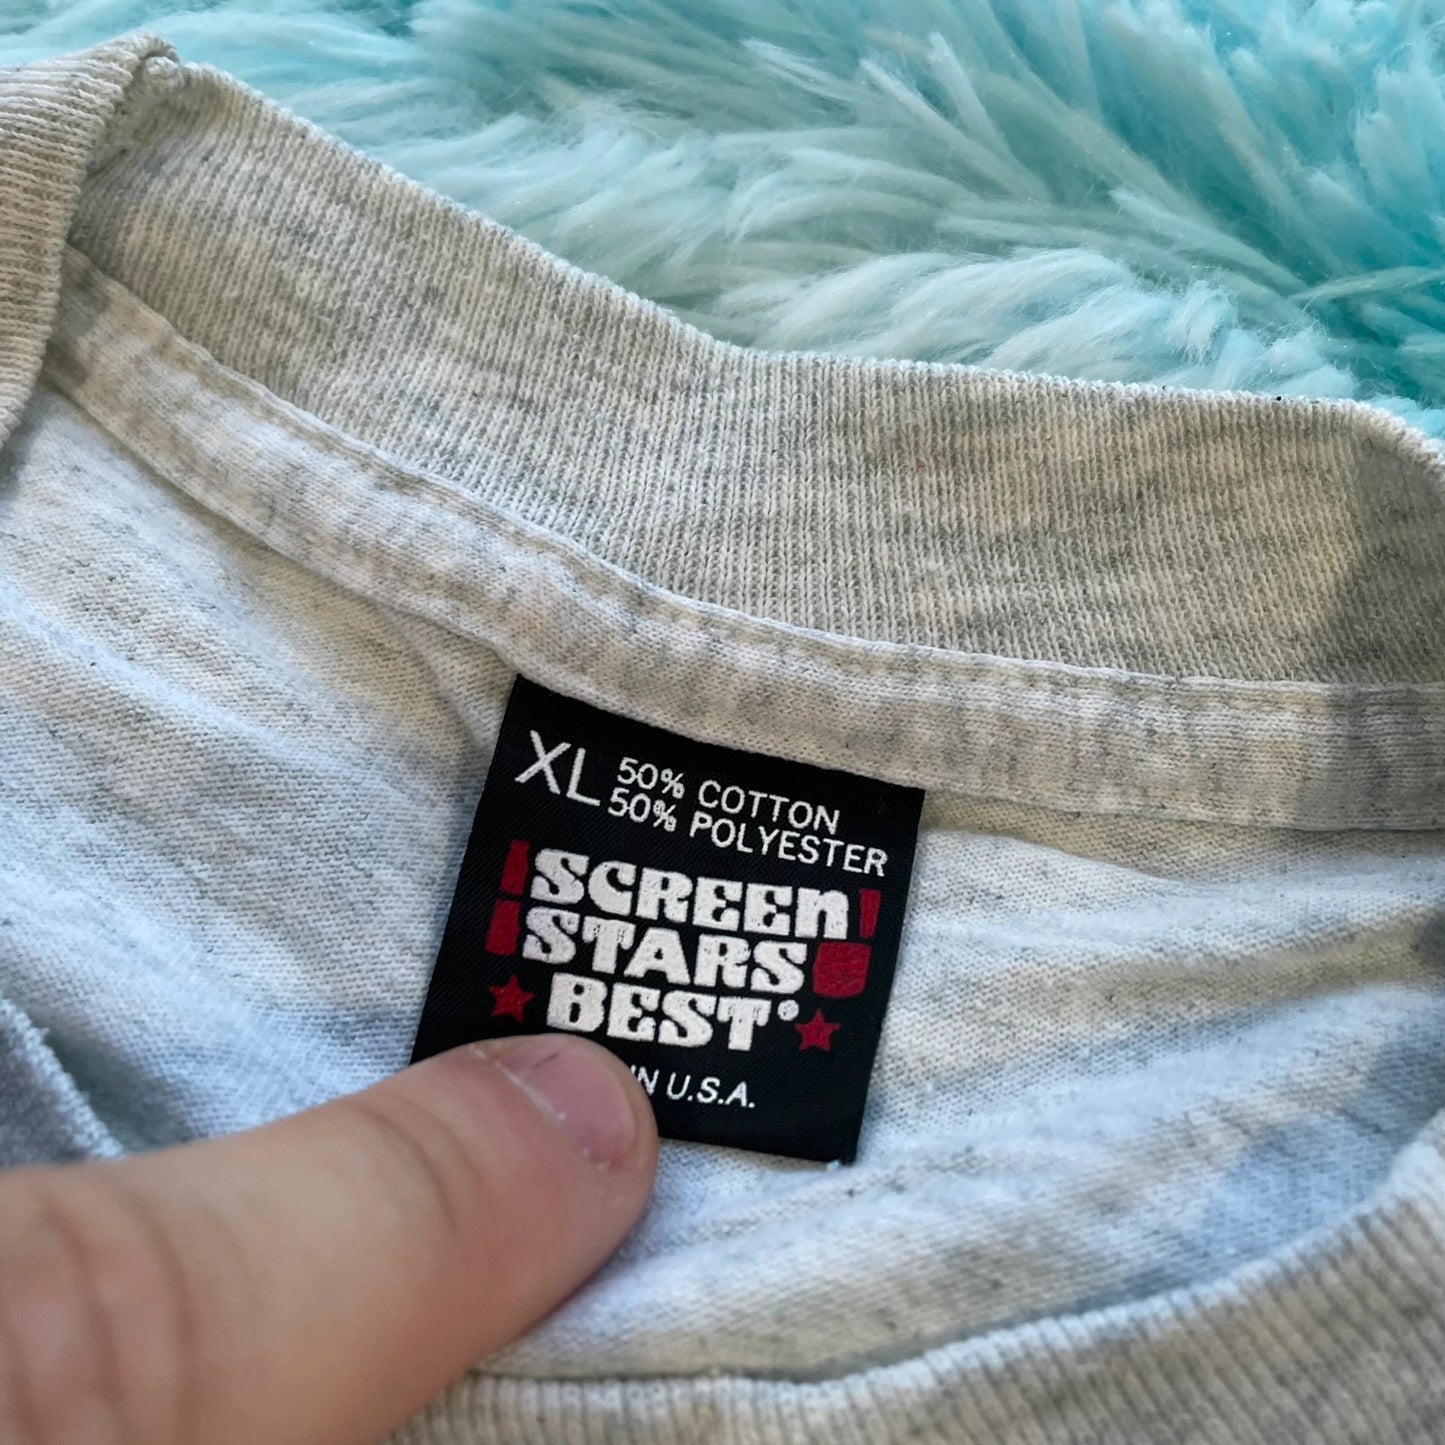 XL 50% COTTON
50% POLYESTER
SCREEN
STARS
BEST®
IN U.S.A.